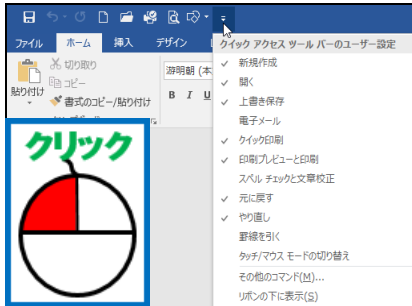 ファイル ホーム 挿入 デザイン
クイック アクセス ツール バーのユーザー設定
切り取り
コピー
貼り付け
書式のコピー/貼り付け
游明朝 (本
B I U
クリック
新規作成
開く
上書き保存
電子メール
クイック印刷
印刷プレビューと印刷
スペル チェックと文章校正
元に戻す
やり直し
罫線を引く
タッチ/マウス モードの切り替え
その他のコマンド(M)...
リボンの下に表示(S)